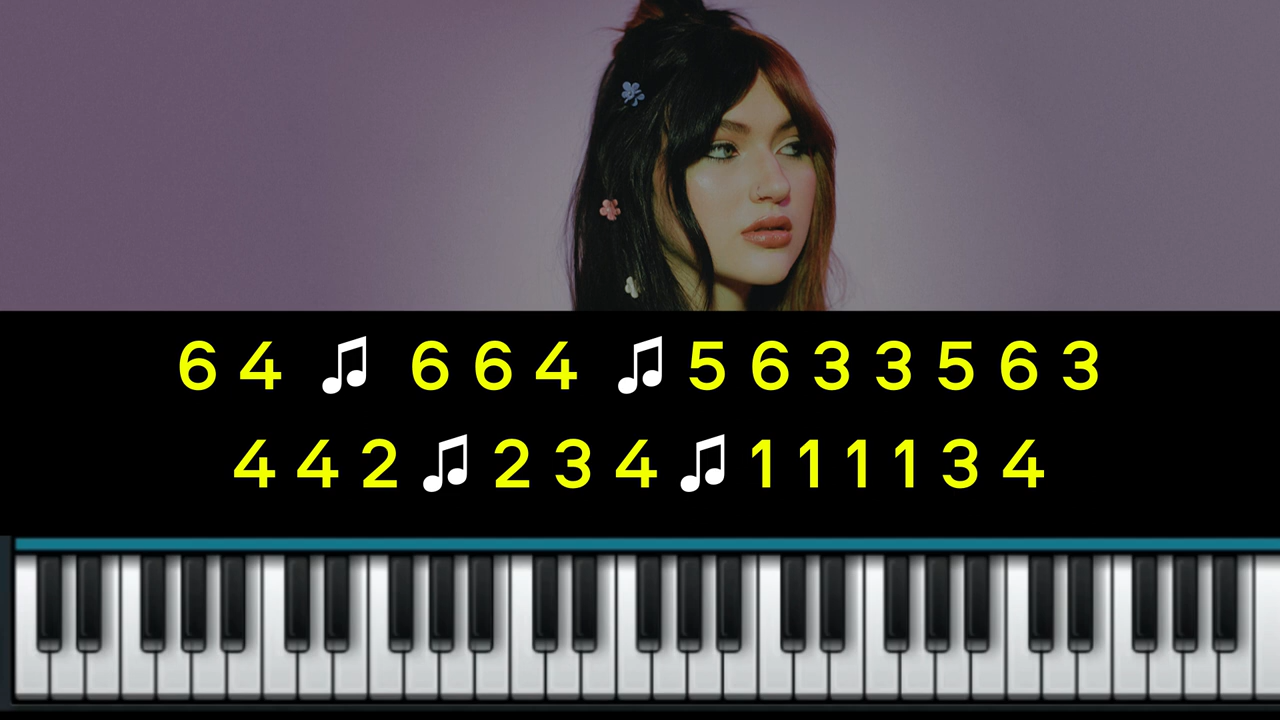 6 4 🎵 6 6 4 🎵 5 6 3 3 5 6 3
4 4 2 🎵 2 3 4 🎵 1 1 1 1 3 4